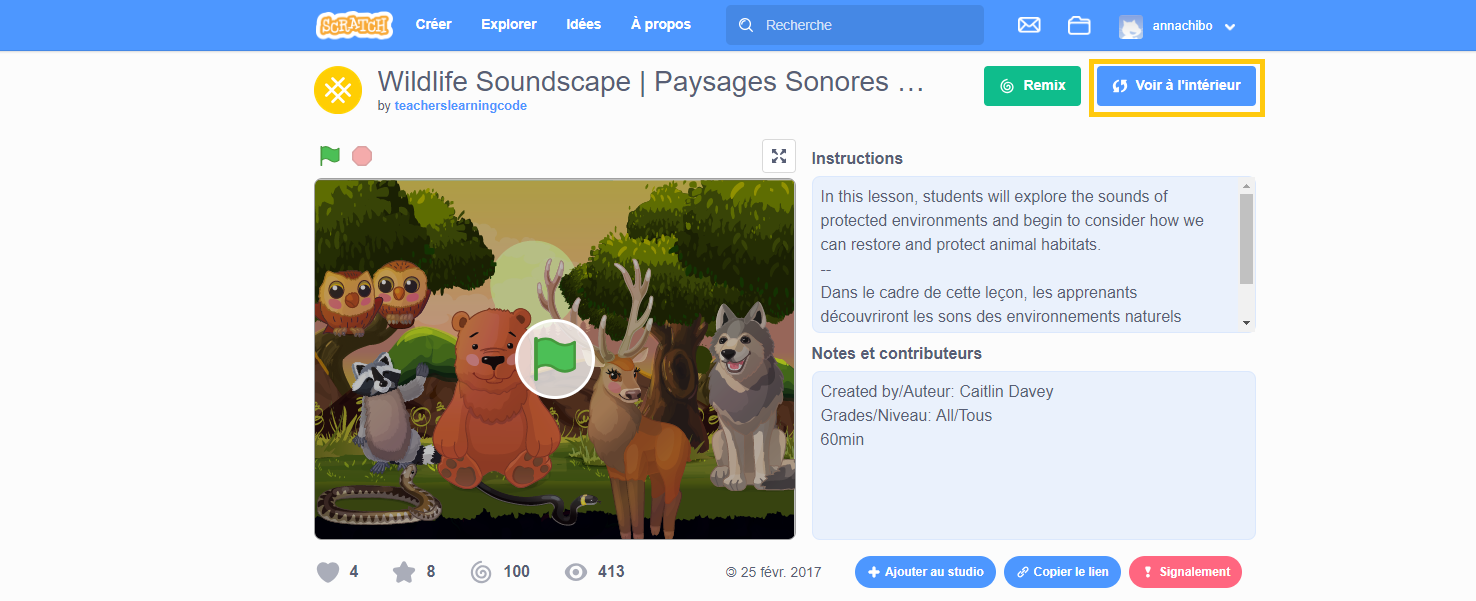 SCRATCH Créer Explorer Idées À propos Recherche annachibo
Wildlife Soundscape | Paysages Sonores …
by teacherslearningcode
Remix
Voir à l'intérieur
Instructions
In this lesson, students will explore the sounds of
protected environments and begin to consider how we
can restore and protect animal habitats.
--
Dans le cadre de cette leçon, les apprenants
découvriront les sons des environnements naturels
Notes et contributeurs
Created by/Auteur: Caitlin Davey
Grades/Niveau: All/Tous
60min
4 8 100 413
© 25 févr. 2017
Ajouter au studio
Copier le lien
Signalement